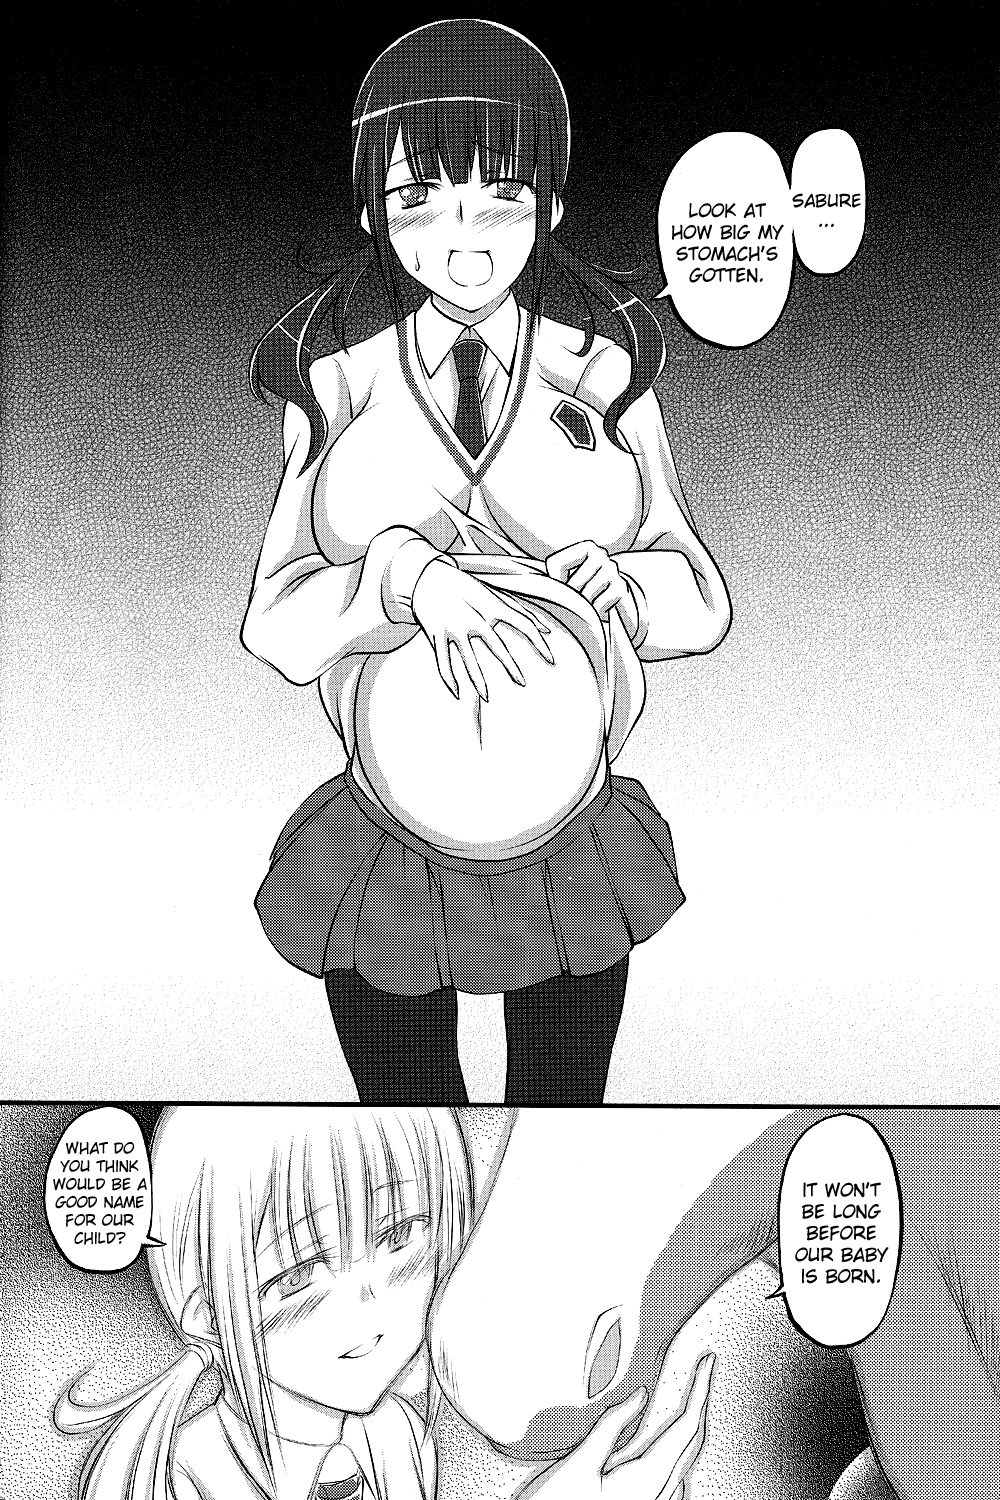 SABURE
...
LOOK AT
HOW BIG MY
STOMACH'S
GOTTEN.
IT WON'T
BE LONG
BEFORE
OUR BABY
IS BORN.
WHAT DO
YOU THINK
WOULD BE A
GOOD NAME
FOR OUR
CHILD?